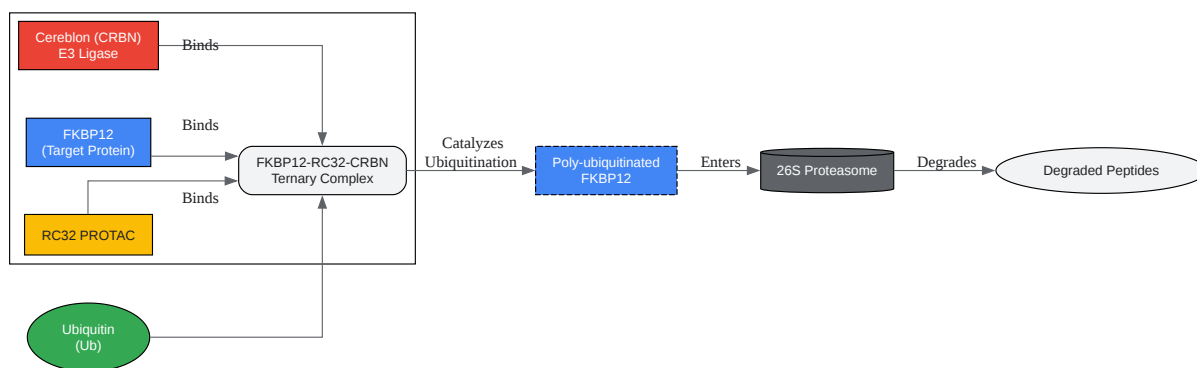 Cereblon (CRBN)
E3 Ligase
Binds
FKBP12
(Target Protein)
Binds
FKBP12-RC32-CRBN
Ternary Complex
Binds
RC32 PROTAC
Catalyzes
Ubiquitination
Poly-ubiquitinated
FKBP12
Enters
26S Proteasome
Degrades
Degraded Peptides
Ubiquitin
(Ub)